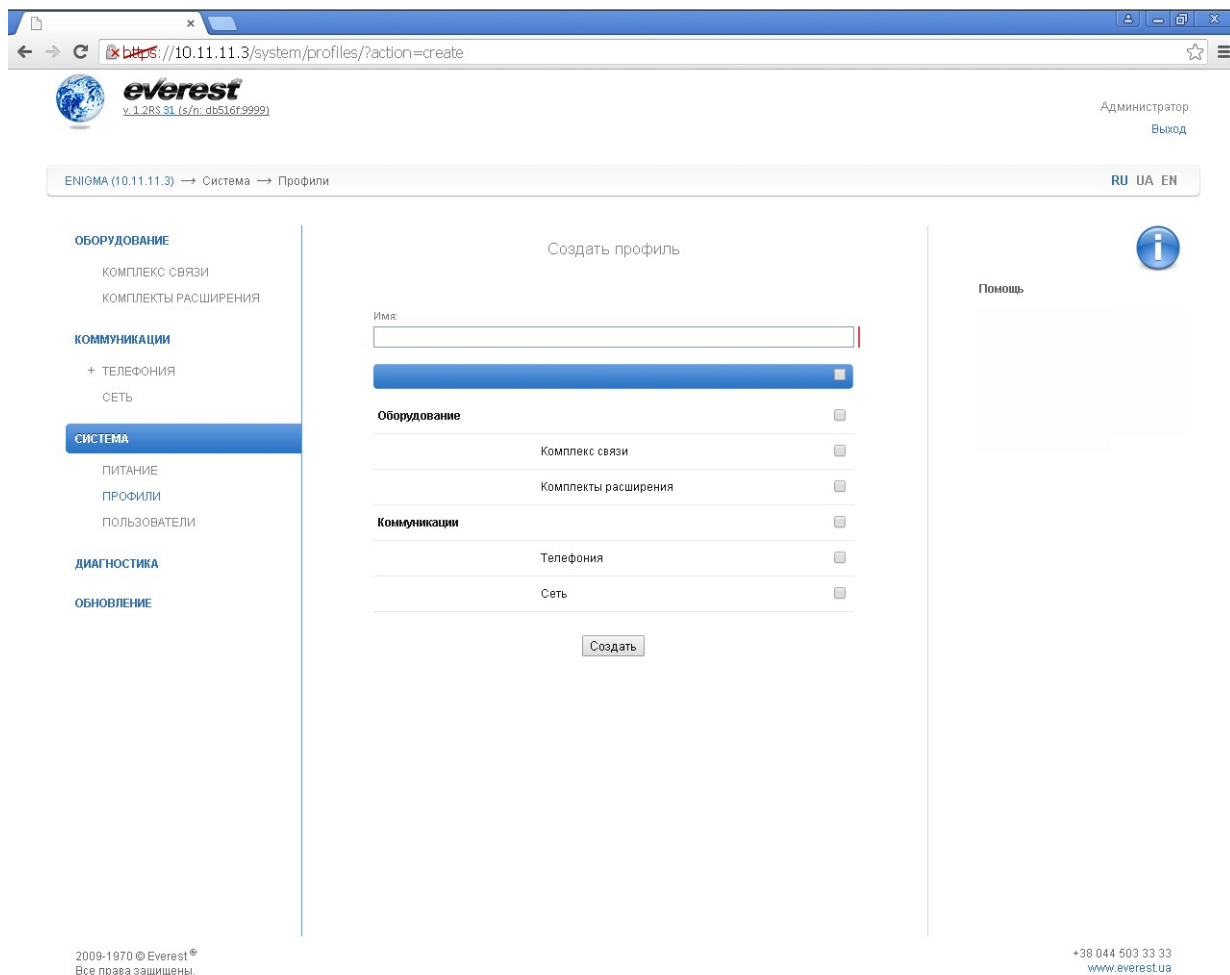 https://10.11.11.3/system/profiles/?action=create
everest
v. 1.2RS 31 (s/n: db516f:9999)
Администратор
Выход
ENIGMA (10.11.11.3) → Система → Профили
RU UA EN
ОБОРУДОВАНИЕ
КОМПЛЕКС СВЯЗИ
КОМПЛЕКТЫ РАСШИРЕНИЯ
КОММУНИКАЦИИ
+ ТЕЛЕФОНИЯ
СЕТЬ
СИСТЕМА
ПИТАНИЕ
ПРОФИЛИ
ПОЛЬЗОВАТЕЛИ
ДИАГНОСТИКА
ОБНОВЛЕНИЕ
Создать профиль
Имя:
Оборудование
Комплекс связи
Комплекты расширения
Коммуникации
Телефония
Сеть
Создать
Помощь
2009-1970 © Everest ®
Все права защищены.
+38 044 503 33 33
www.everest.ua